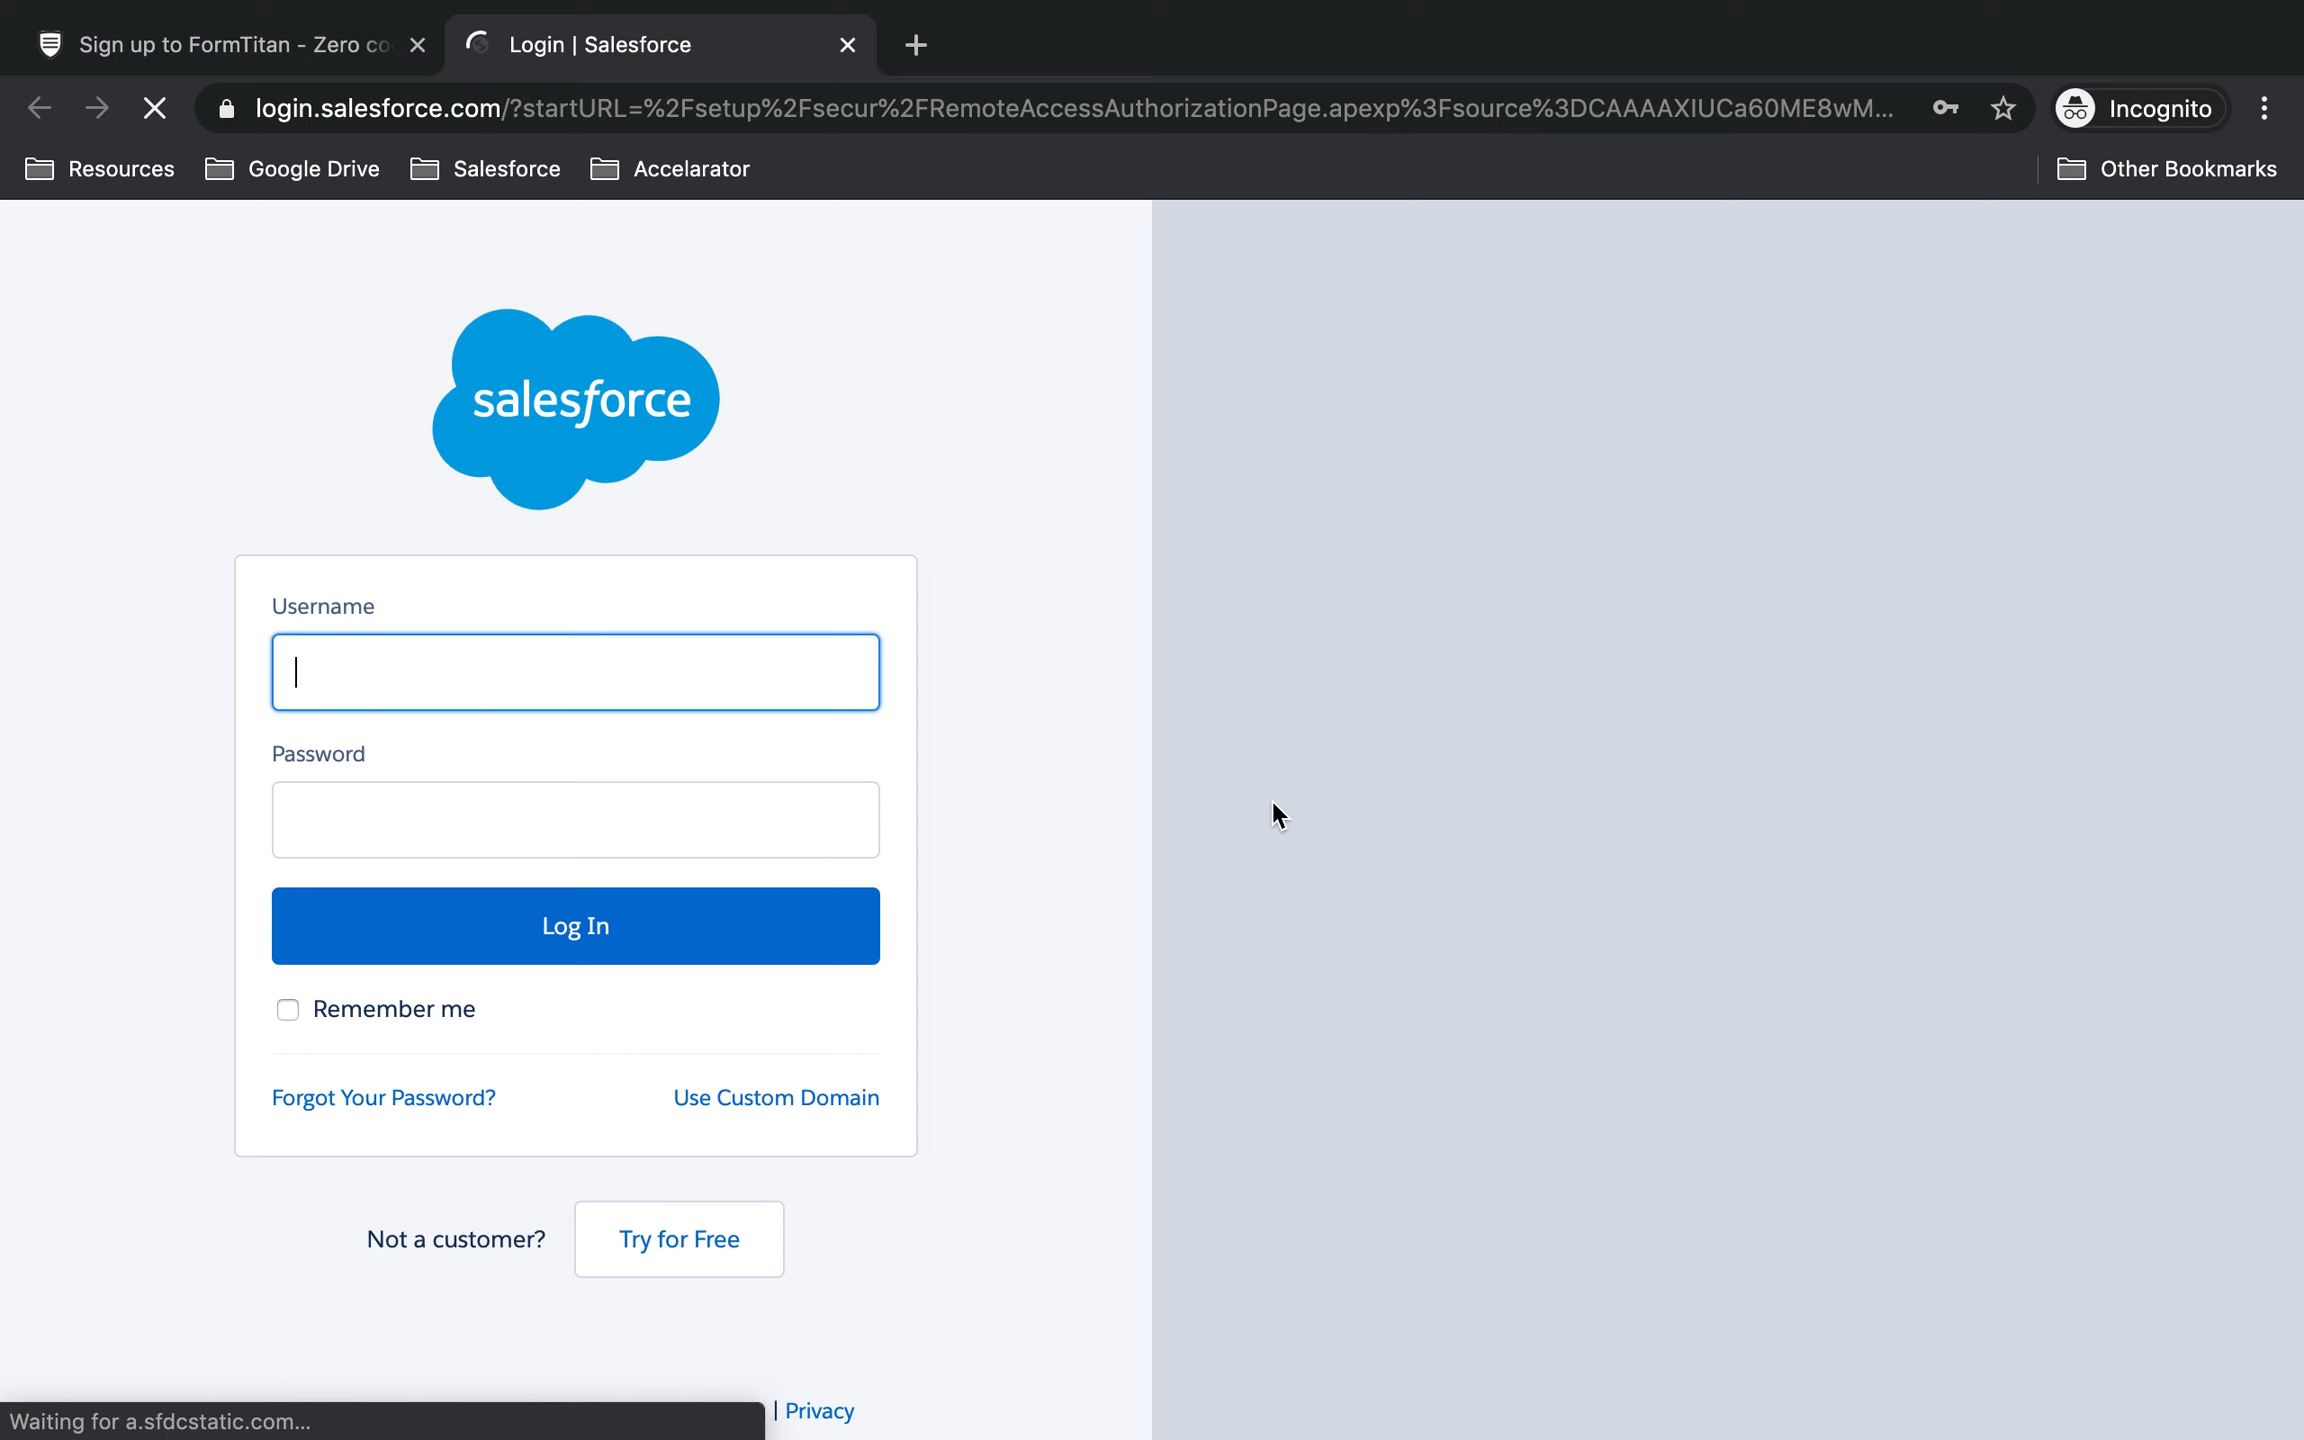 Sign up to FormTitan - Zero co
Login | Salesforce
login.salesforce.com/?startURL=%2Fsetup%2Fsecur%2FRemoteAccessAuthorizationPage.apexp%3Fsource%3DCAAAAXIUCa60ME8wM...
Incognito
Resources
Google Drive
Salesforce
Accelarator
Other Bookmarks
salesforce
Username
Password
Log In
Remember me
Forgot Your Password?
Use Custom Domain
Not a customer?
Try for Free
| Privacy
Waiting for a.sfdcstatic.com...